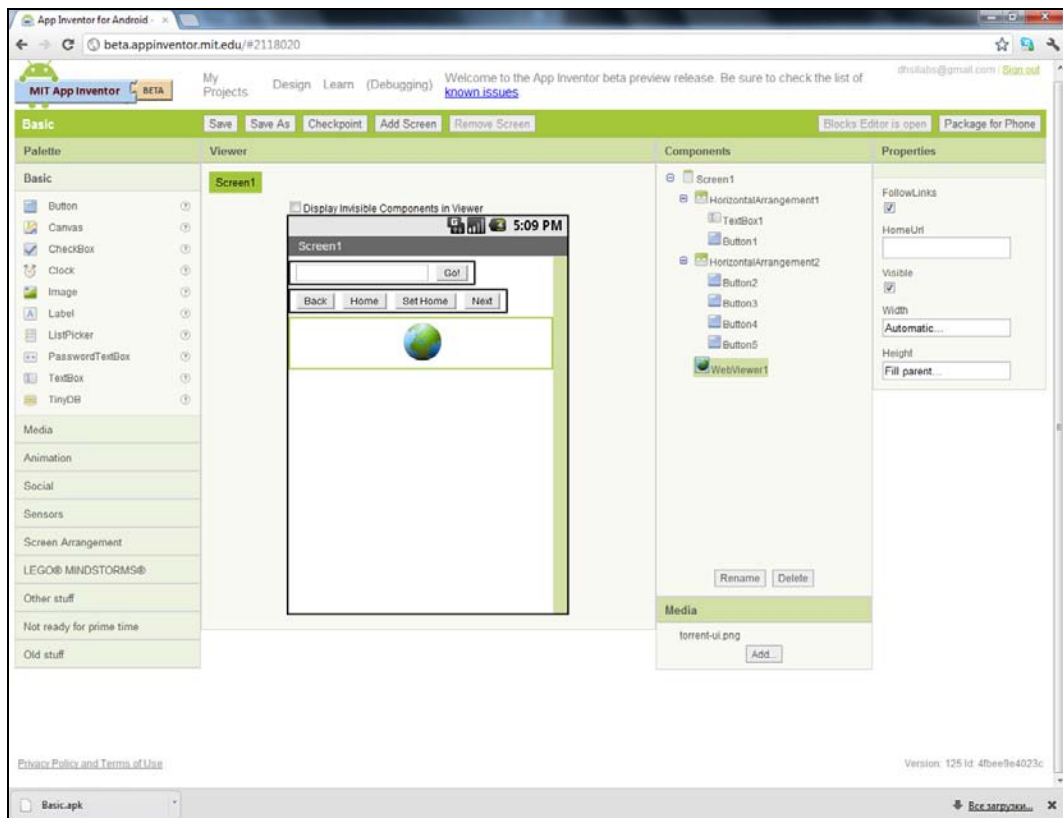 App Inventor for Android -
beta.appinventor.mit.edu/#2118020
MIT App Inventor BETA
My Projects Design Learn (Debugging)
Welcome to the App Inventor beta preview release. Be sure to check the list of
known issues.
dhsilabs@gmail.com | Sign out
Basic
Save Save As Checkpoint Add Screen Remove Screen Blocks Editor is open Package for Phone
Palette
Basic
Button
Canvas
CheckBox
Clock
Image
Label
ListPicker
PasswordTextBox
TextBox
TinyDB
Media
Animation
Social
Sensors
Screen Arrangement
LEGO® MINDSTORMS®
Other stuff
Not ready for prime time
Old stuff
Viewer
Screen1
Display Invisible Components in Viewer
5:09 PM
Screen1
Go!
Back Home Set Home Next
Components
Screen1
HorizontalArrangement1
TextBox1
Button1
HorizontalArrangement2
Button2
Button3
Button4
Button5
WebViewer1
Rename Delete
Media
torrent-ui.png
Add...
Properties
FollowLinks
HomeUrl
Visible
Width
Automatic...
Height
Fill parent...
Privacy Policy and Terms of Use
Version: 125 Id: 4fbee9e4023c
Basic.apk
Все загрузки...